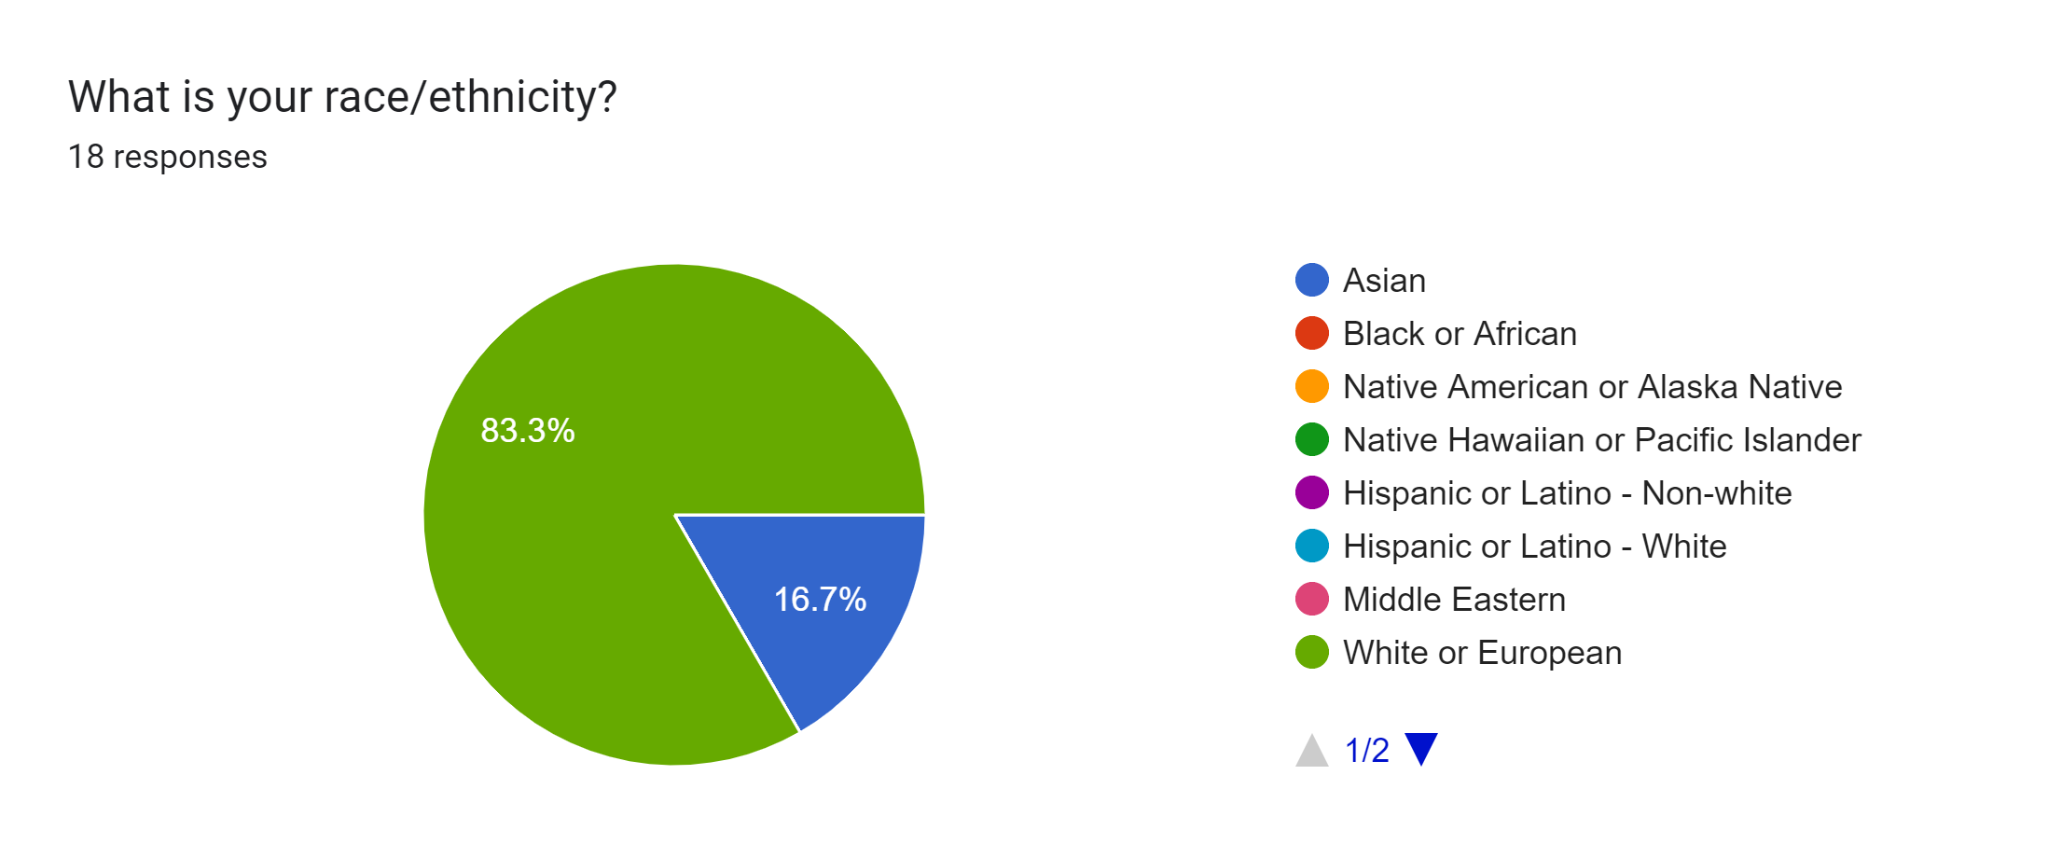 What is your race/ethnicity?
18 responses
83.3%
16.7%
Asian
Black or African
Native American or Alaska Native
Native Hawaiian or Pacific Islander
Hispanic or Latino - Non-white
Hispanic or Latino - White
Middle Eastern
White or European
1/2